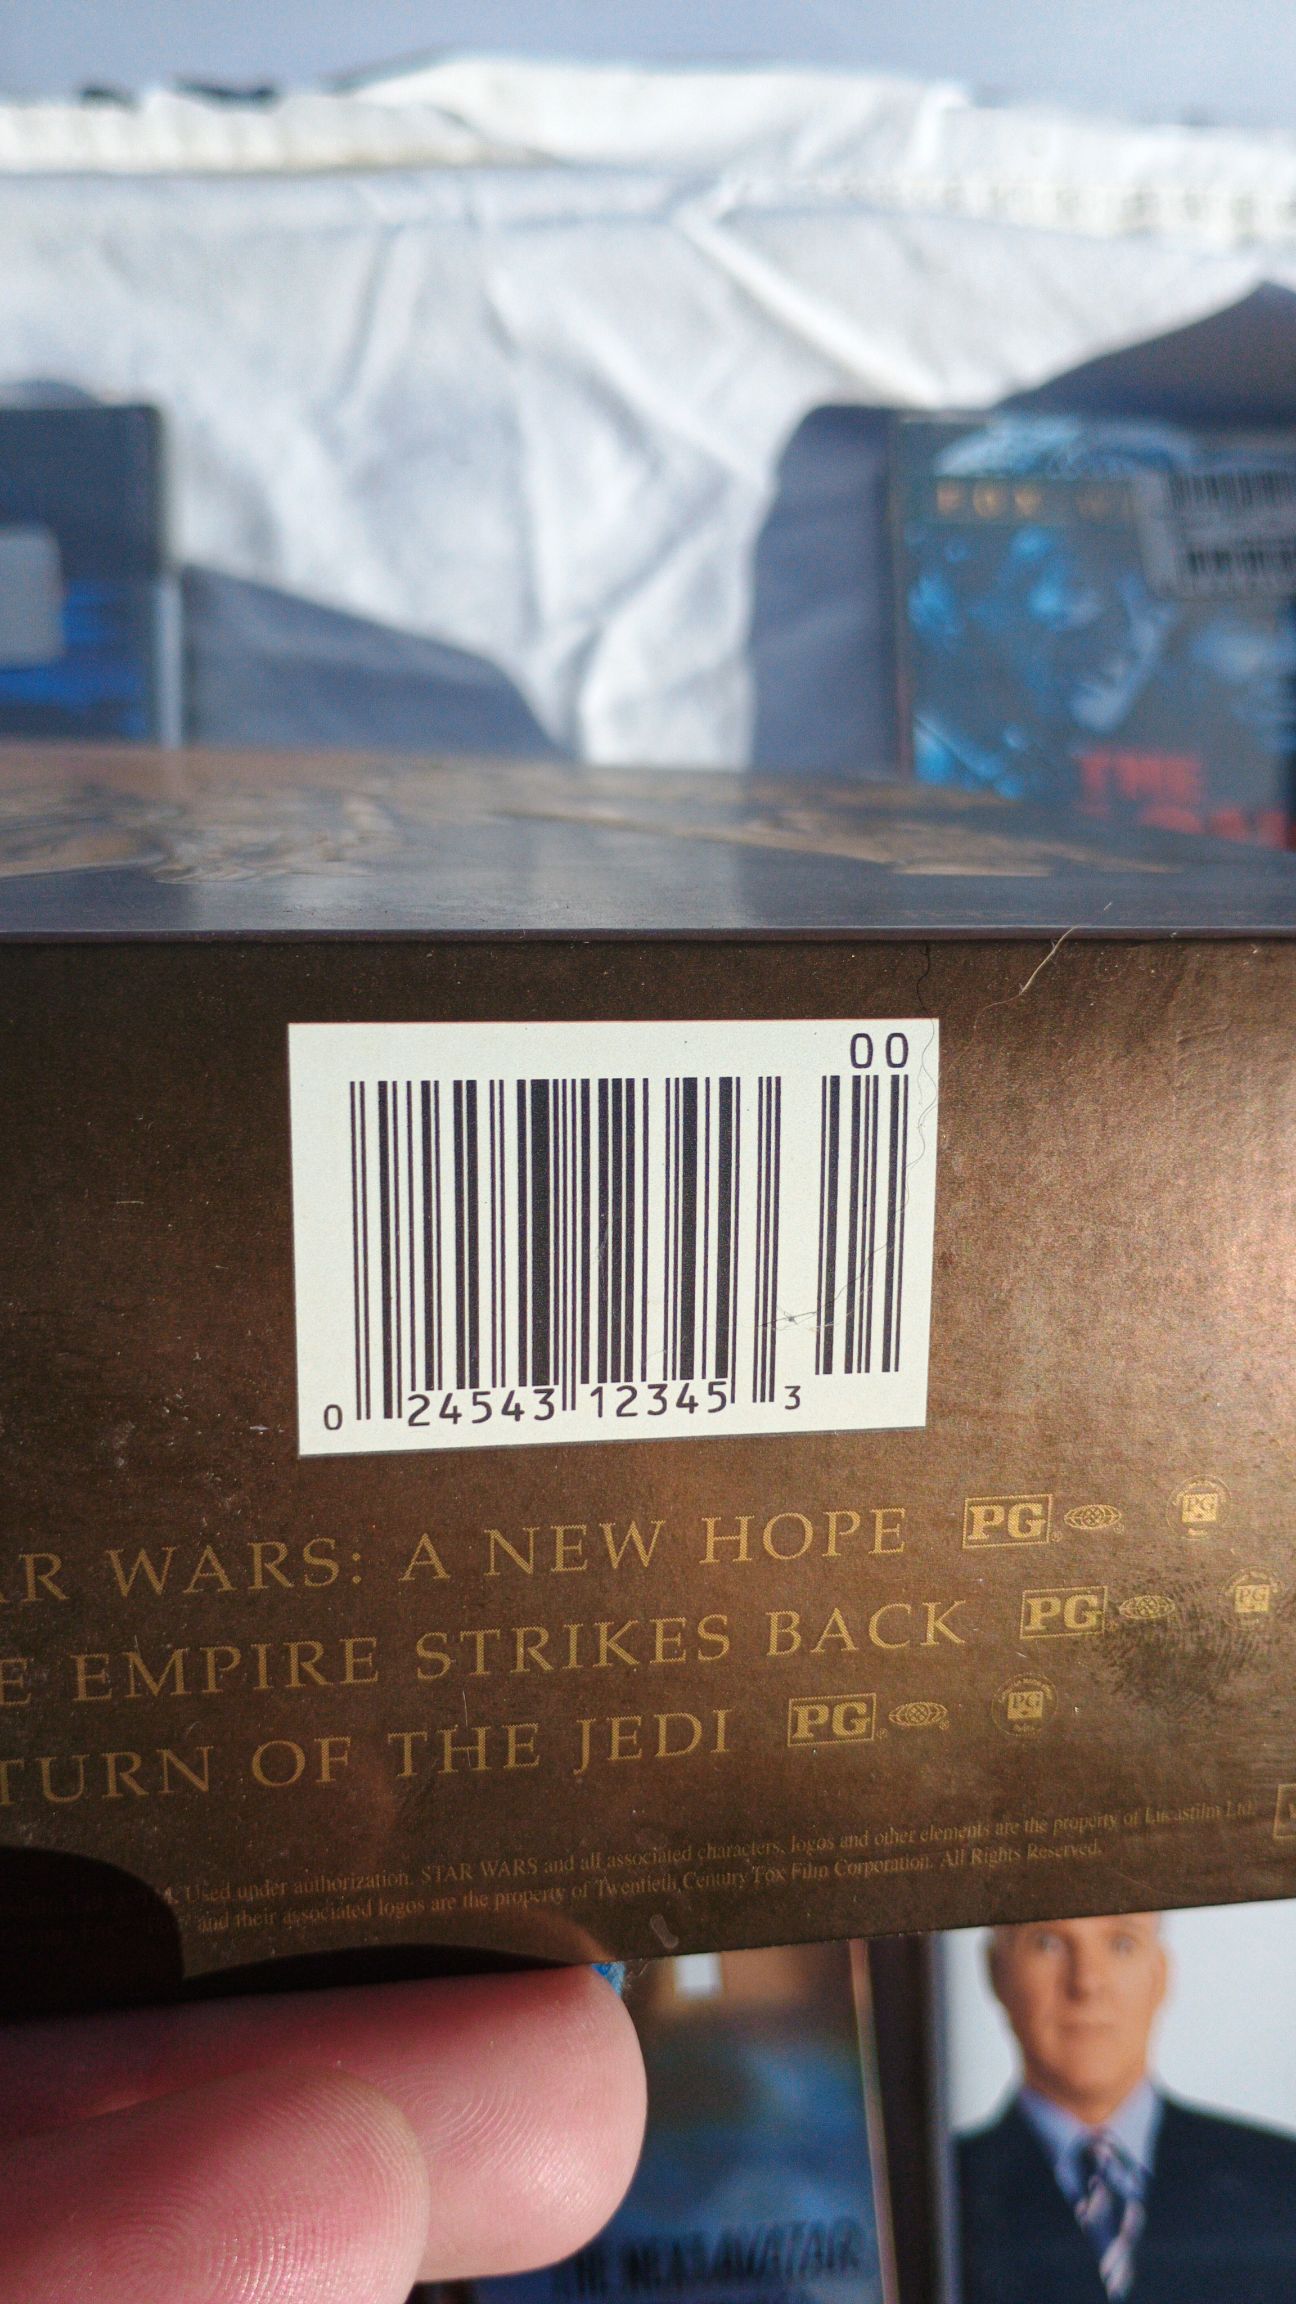 THE
00
0 24543 12345 3
AR WARS: A NEW HOPE PG
E EMPIRE STRIKES BACK PG
TURN OF THE JEDI PG
Used under authorization. STAR WARS and all associated characters, logos and other elements are the property of Lucasfilm Ltd.
and their associated logos are the property of Twentieth Century Fox Film Corporation. All Rights Reserved.